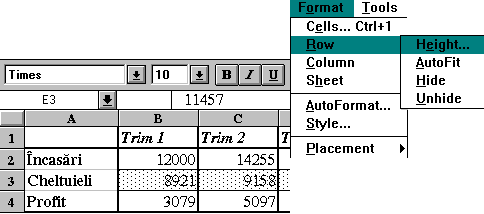 Format Tools
Cells... Ctrl+1
Row
Column
Sheet
AutoFormat...
Style...
Placement
Height...
AutoFit
Hide
Unhide
Times 10 B I U
E3 11457
A B C
1 Trim 1 Trim 2 T
2 Încasări 12000 14255
3 Cheltuieli 8921 9158
4 Profit 3079 5097